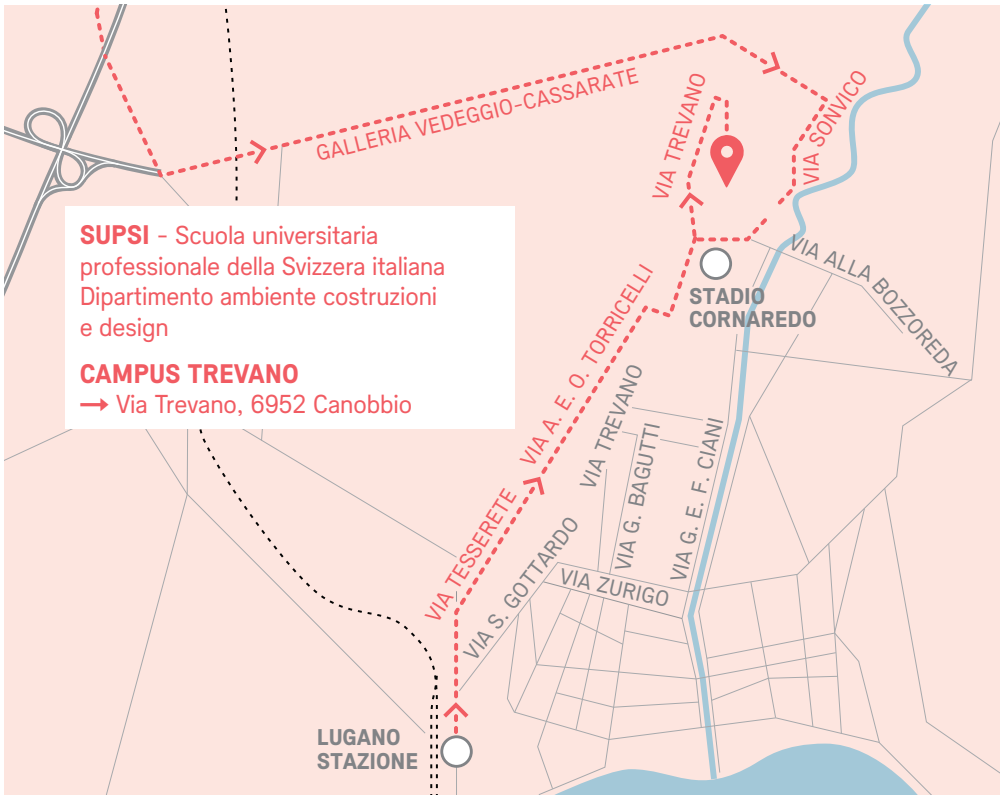 GALLERIA VEDEGGIO-CASSARATE
VIA TREVANO
VIA SONVICO
SUPSI - Scuola universitaria
professionale della Svizzera italiana
Dipartimento ambiente costruzioni
e design
CAMPUS TREVANO
→ Via Trevano, 6952 Canobbio
VIA ALLA BOZZOREDA
STADIO
CORNAREDO
VIA A. E. O. TORRICELLI
VIA TREVANO
VIA G. BAGUTTI
VIA G. E. F. CIANI
VIA TESSERETE
VIA S. GOTTARDO
VIA ZURIGO
LUGANO
STAZIONE